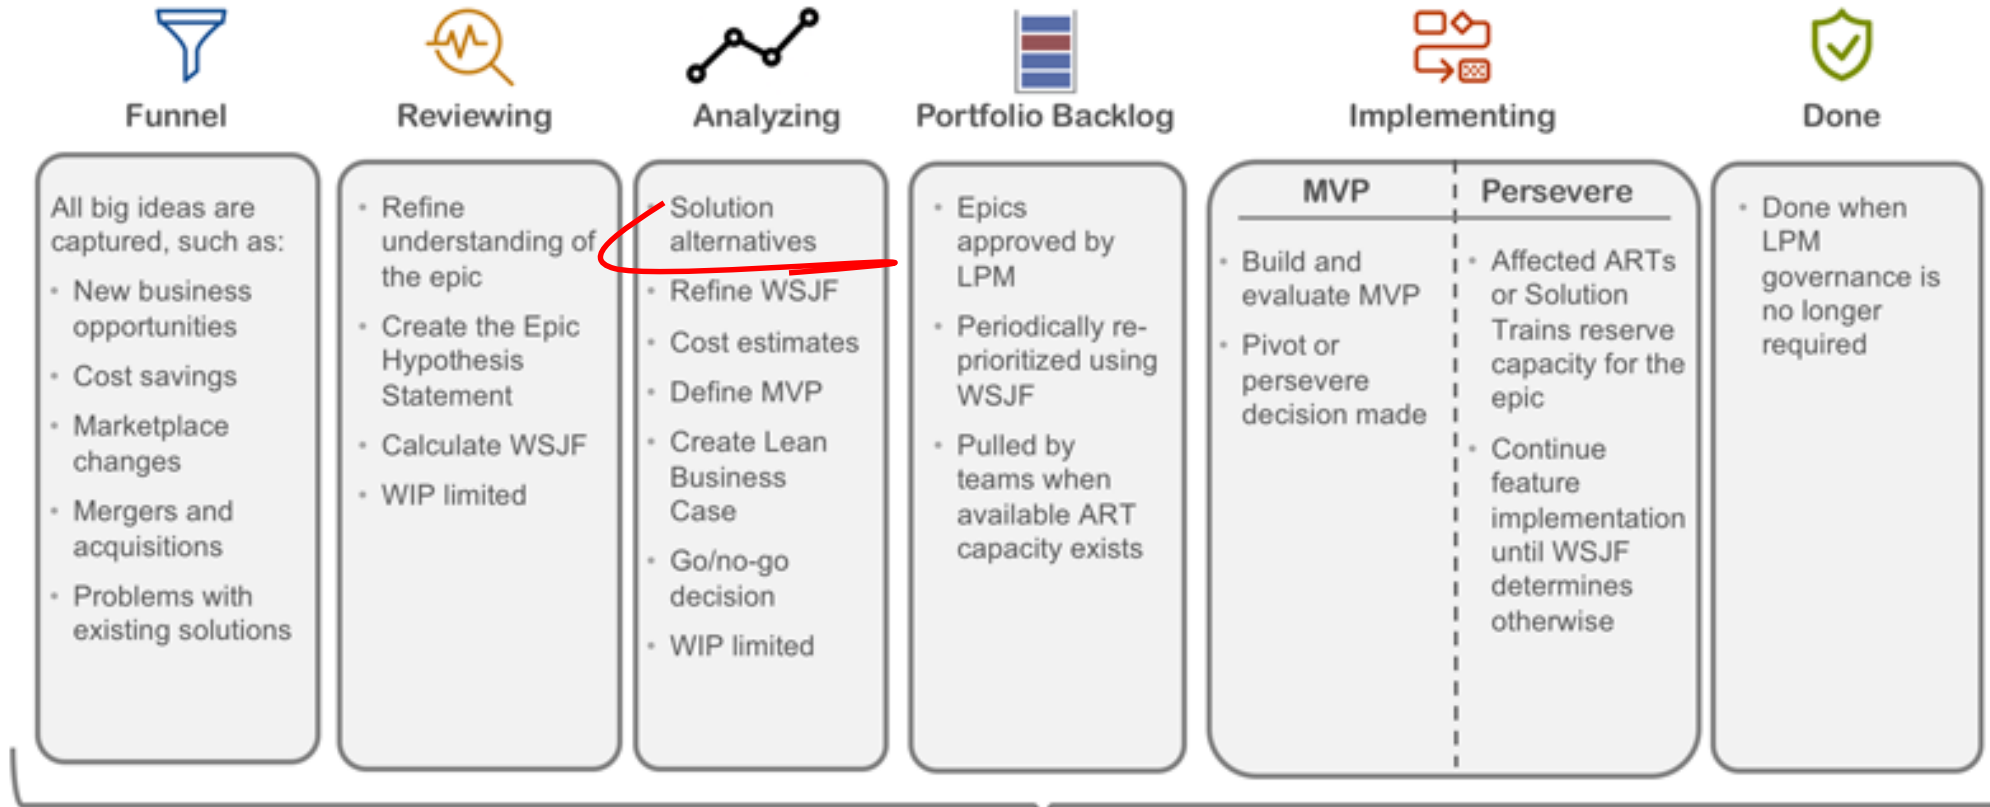 Funnel
All big ideas are
captured, such as:
• New business
opportunities
• Cost savings
• Marketplace
changes
• Mergers and
acquisitions
• Problems with
existing solutions
Reviewing
• Refine
understanding of
the epic
• Create the Epic
Hypothesis
Statement
• Calculate WSJF
• WIP limited
Analyzing
• Solution
alternatives
• Refine WSJF
• Cost estimates
• Define MVP
• Create Lean
Business
Case
• Go/no-go
decision
• WIP limited
Portfolio Backlog
• Epics
approved by
LPM
• Periodically re-
prioritized using
WSJF
• Pulled by
teams when
available ART
capacity exists
Implementing
MVP
• Build and
evaluate MVP
• Pivot or
persevere
decision made
Persevere
• Affected ARTs
or Solution
Trains reserve
capacity for the
epic
• Continue
feature
implementation
until WSJF
determines
otherwise
Done
• Done when
LPM
governance is
no longer
required